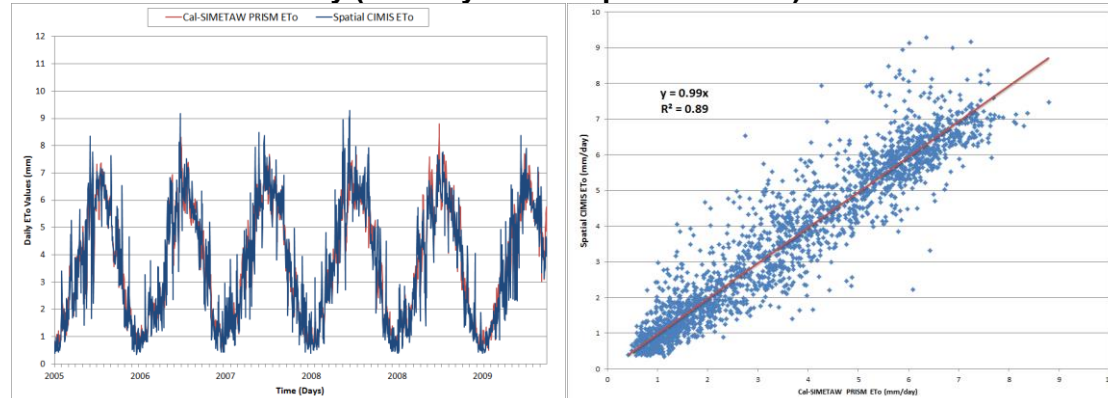 Cal-SIMETAW PRISM ETo Spatial CIMIS ETo
Daily ETo Values (mm)
12
11
10
9
8
7
6
5
4
3
2
1
0
2005 2006 2007 2008 2008 2009
Time (Days)
Spatial CIMIS ETo (mm/day)
10
9
8
7
6
5
4
3
2
1
0
y = 0.99x
R² = 0.89
0 1 2 3 4 5 6 7 8 9
Cal-SIMETAW PRISM ETo (mm/day)